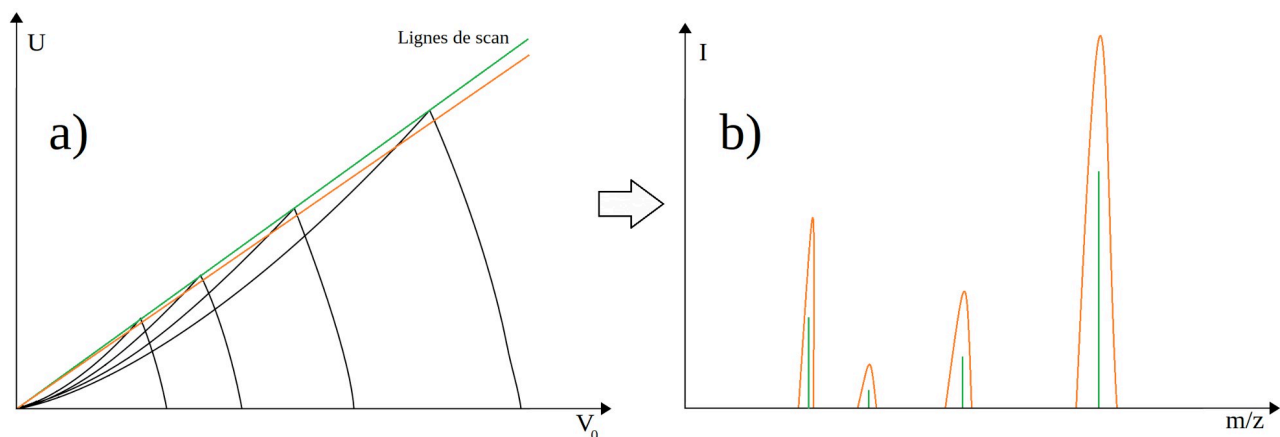 U
Lignes de scan
a)
V₀
I
b)
m/z